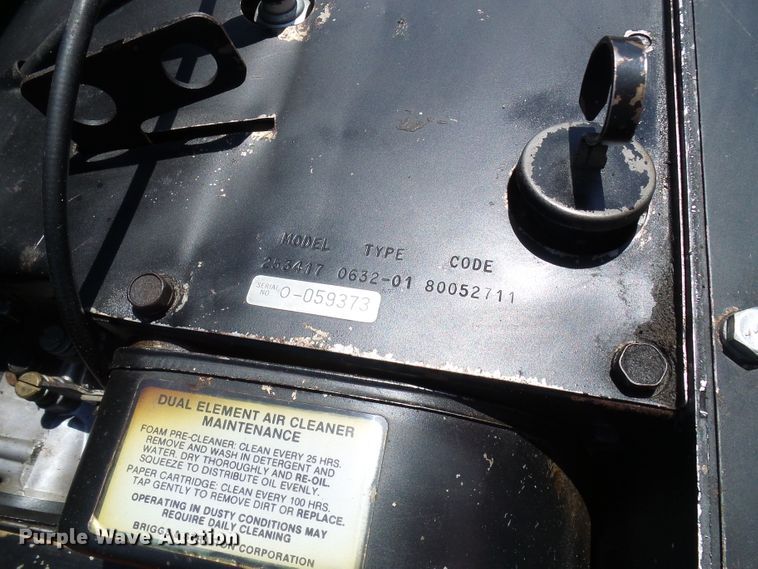 MODEL TYPE CODE
253417 0632-01 80052711
SERIAL NO. O-059373
DUAL ELEMENT AIR CLEANER
MAINTENANCE
FOAM PRE-CLEANER: CLEAN EVERY 25 HRS.
REMOVE AND WASH IN DETERGENT AND
WATER. DRY THOROUGHLY AND RE-OIL.
SQUEEZE TO DISTRIBUTE OIL EVENLY.
PAPER CARTRIDGE: CLEAN EVERY 100 HRS.
TAP GENTLY TO REMOVE DIRT OR REPLACE.
OPERATING IN DUSTY CONDITIONS MAY
REQUIRE DAILY CLEANING
CORPORATION
Purple Wave Auction